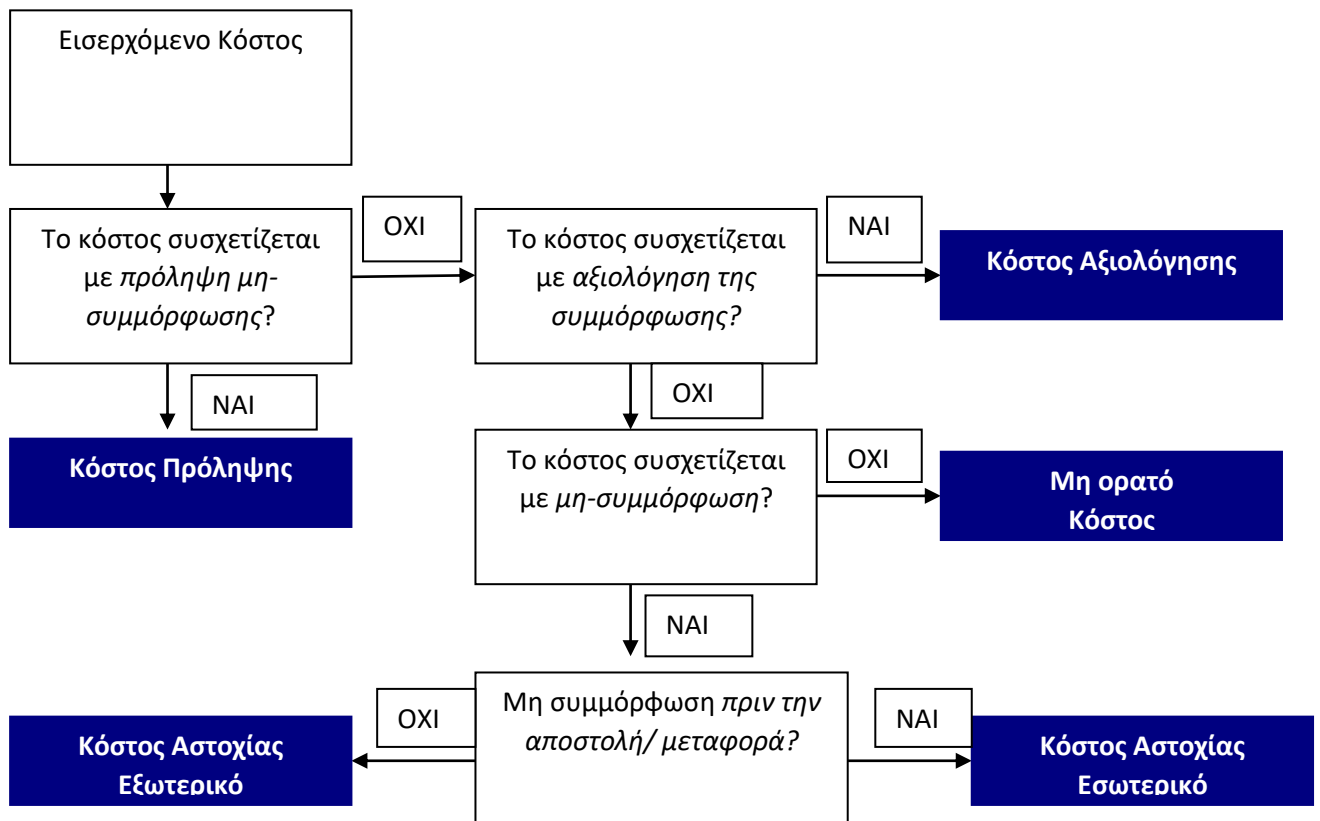 Εισερχόμενο Κόστος
ΟΧΙ
ΝΑΙ
Το κόστος συσχετίζεται
με πρόληψη μη-
συμμόρφωσης?
Το κόστος συσχετίζεται
με αξιολόγηση της
συμμόρφωσης?
Κόστος Αξιολόγησης
ΝΑΙ
ΟΧΙ
Κόστος Πρόληψης
Το κόστος συσχετίζεται
με μη-συμμόρφωση?
ΟΧΙ
Μη ορατό
Κόστος
ΝΑΙ
Μη συμμόρφωση πριν την
αποστολή/ μεταφορά?
ΟΧΙ
ΝΑΙ
Κόστος Αστοχίας
Εξωτερικό
Κόστος Αστοχίας
Εσωτερικό